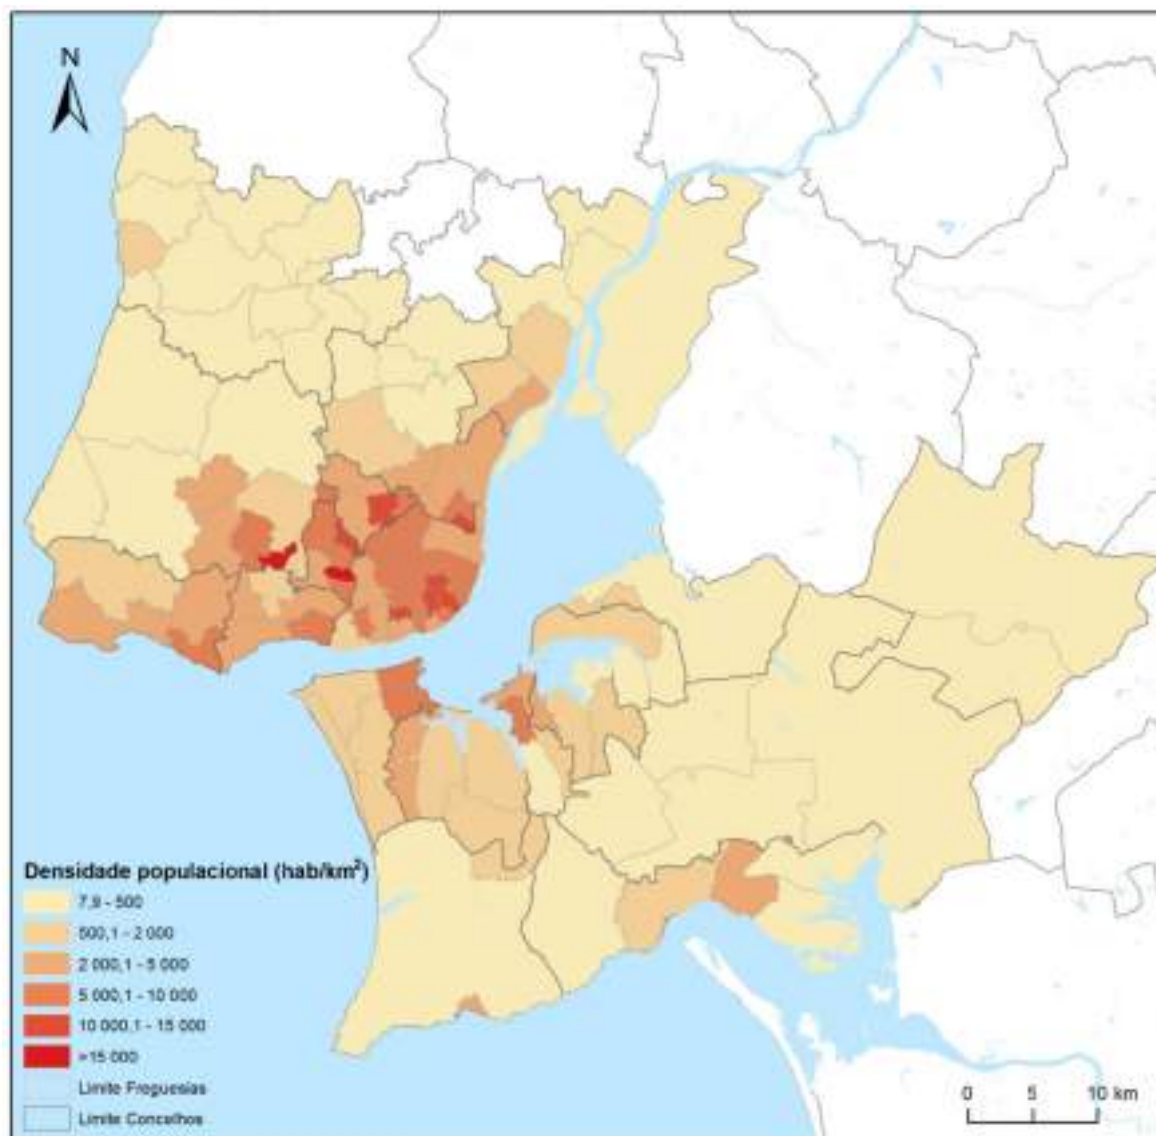 N
Densidade populacional (hab/km²)
7,9 - 500
500,1 - 2 000
2 000,1 - 5 000
5 000,1 - 10 000
10 000,1 - 15 000
>15 000
Limite Freguesias
Limite Concelhos
0 5 10 km